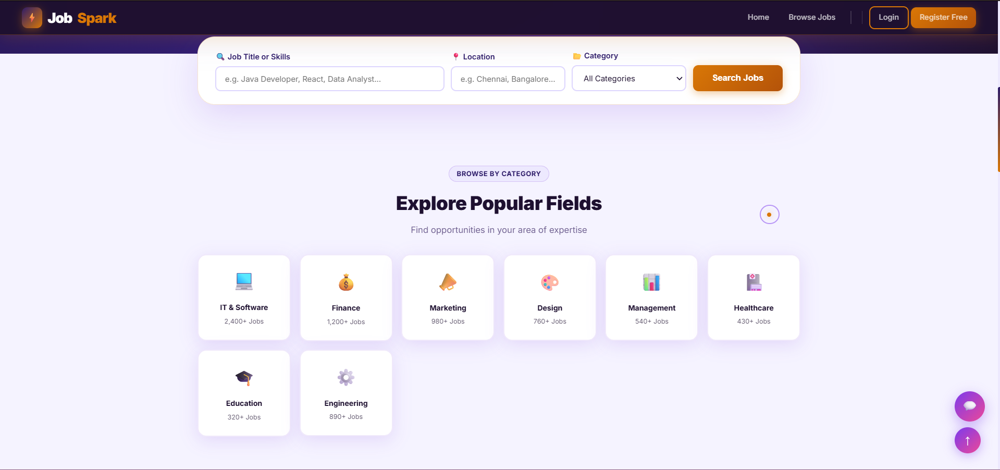 Job Spark
Home
Browse Jobs
Login
Register Free
Job Title or Skills
Location
Category
e.g. Java Developer, React, Data Analyst...
e.g. Chennai, Bangalore...
All Categories
Search Jobs
BROWSE BY CATEGORY
Explore Popular Fields
Find opportunities in your area of expertise
IT & Software
2,400+ Jobs
Finance
1,200+ Jobs
Marketing
980+ Jobs
Design
760+ Jobs
Management
540+ Jobs
Healthcare
430+ Jobs
Education
320+ Jobs
Engineering
890+ Jobs